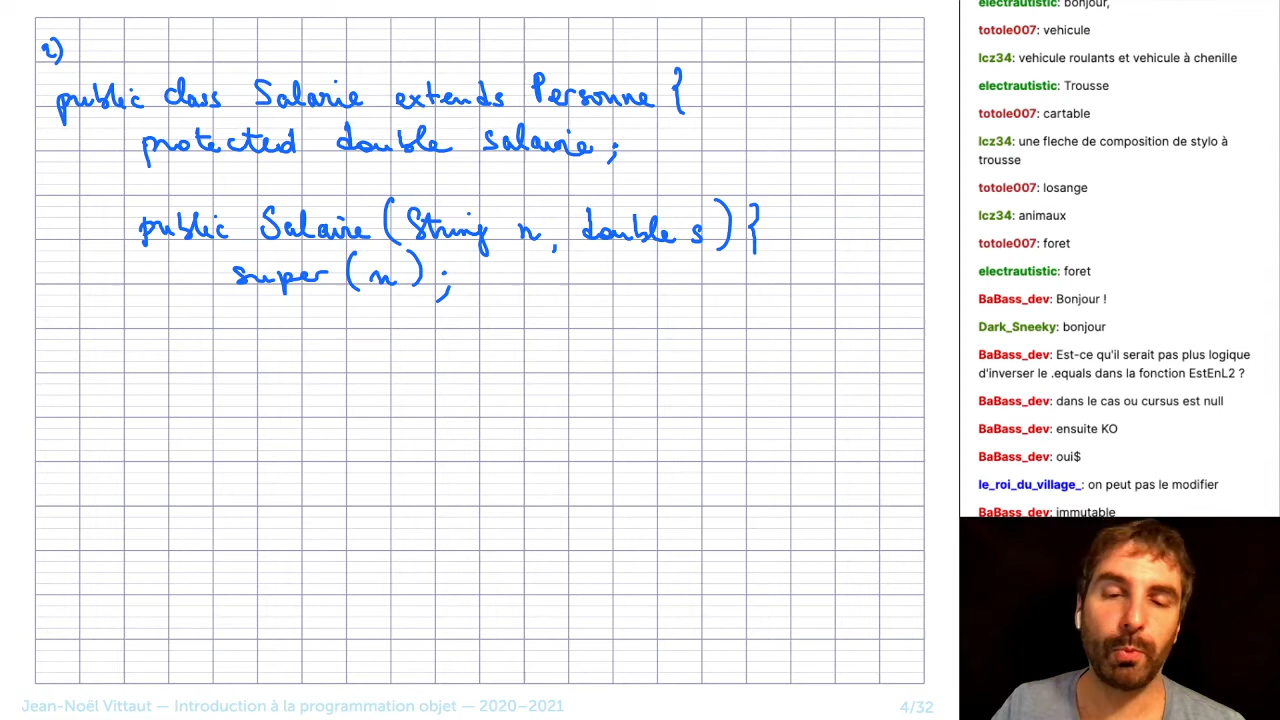 2)
public class Salarie extends Personne {
protected double salaire;
public Salaire (String n, double s) {
super (n);
Jean-Noël Vittaut — Introduction à la programmation objet — 2020–2021
4/32
electrautistic: bonjour,
totole007: vehicule
lcz34: vehicule roulants et vehicule à chenille
electrautistic: Trousse
totole007: cartable
lcz34: une fleche de composition de stylo à
trousse
totole007: losange
lcz34: animaux
totole007: foret
electrautistic: foret
BaBass_dev: Bonjour !
Dark_Sneeky: bonjour
BaBass_dev: Est-ce qu'il serait pas plus logique
d'inverser le .equals dans la fonction EstEnL2 ?
BaBass_dev: dans le cas ou cursus est null
BaBass_dev: ensuite KO
BaBass_dev: oui$
le_roi_du_village_: on peut pas le modifier
BaBass_dev: immutable